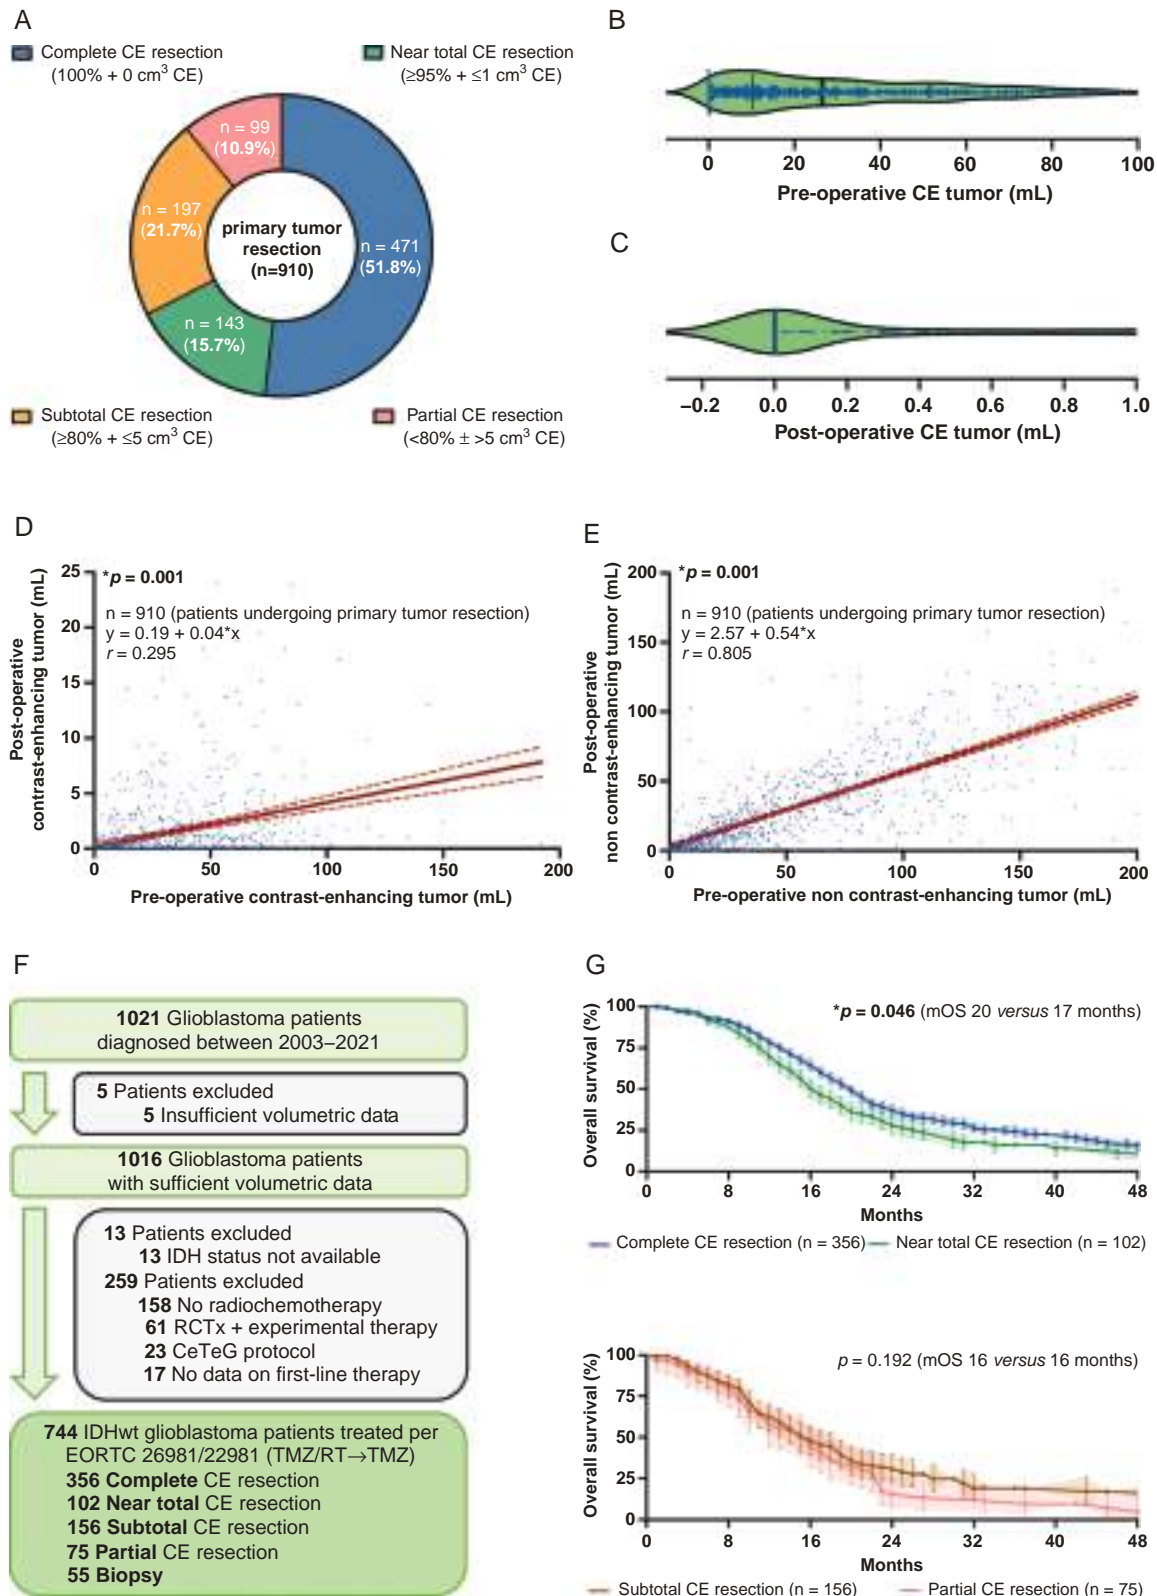 A
Complete CE resection
(100% + 0 cm³ CE)
Near total CE resection
(≥95% + ≤1 cm³ CE)
n = 99
(10.9%)
n = 197
(21.7%)
primary tumor
resection
(n=910)
n = 471
(51.8%)
n = 143
(15.7%)
Subtotal CE resection
(≥80% + ≤5 cm³ CE)
Partial CE resection
(<80% ± >5 cm³ CE)
B
0 20 40 60 80 100
Pre-operative CE tumor (mL)
C
−0.2 0.0 0.2 0.4 0.6 0.8 1.0
Post-operative CE tumor (mL)
D
Post-operative
contrast-enhancing tumor (mL)
25
20
15
10
5
0
*p = 0.001
n = 910 (patients undergoing primary tumor resection)
y = 0.19 + 0.04*x
r = 0.295
0 50 100 150 200
Pre-operative contrast-enhancing tumor (mL)
E
Post-operative
non contrast-enhancing tumor (mL)
200
150
100
50
0
*p = 0.001
n = 910 (patients undergoing primary tumor resection)
y = 2.57 + 0.54*x
r = 0.805
0 50 100 150 200
Pre-operative non contrast-enhancing tumor (mL)
F
1021 Glioblastoma patients
diagnosed between 2003–2021
5 Patients excluded
5 Insufficient volumetric data
1016 Glioblastoma patients
with sufficient volumetric data
13 Patients excluded
13 IDH status not available
259 Patients excluded
158 No radiochemotherapy
61 RCTx + experimental therapy
23 CeTeG protocol
17 No data on first-line therapy
744 IDHwt glioblastoma patients treated per
EORTC 26981/22981 (TMZ/RT→TMZ)
356 Complete CE resection
102 Near total CE resection
156 Subtotal CE resection
75 Partial CE resection
55 Biopsy
G
Overall survival (%)
100
75
50
25
0
*p = 0.046 (mOS 20 versus 17 months)
0 8 16 24 32 40 48
Months
Complete CE resection (n = 356) Near total CE resection (n = 102)
Overall survival (%)
100
75
50
25
0
p = 0.192 (mOS 16 versus 16 months)
0 8 16 24 32 40 48
Months
Subtotal CE resection (n = 156) Partial CE resection (n = 75)